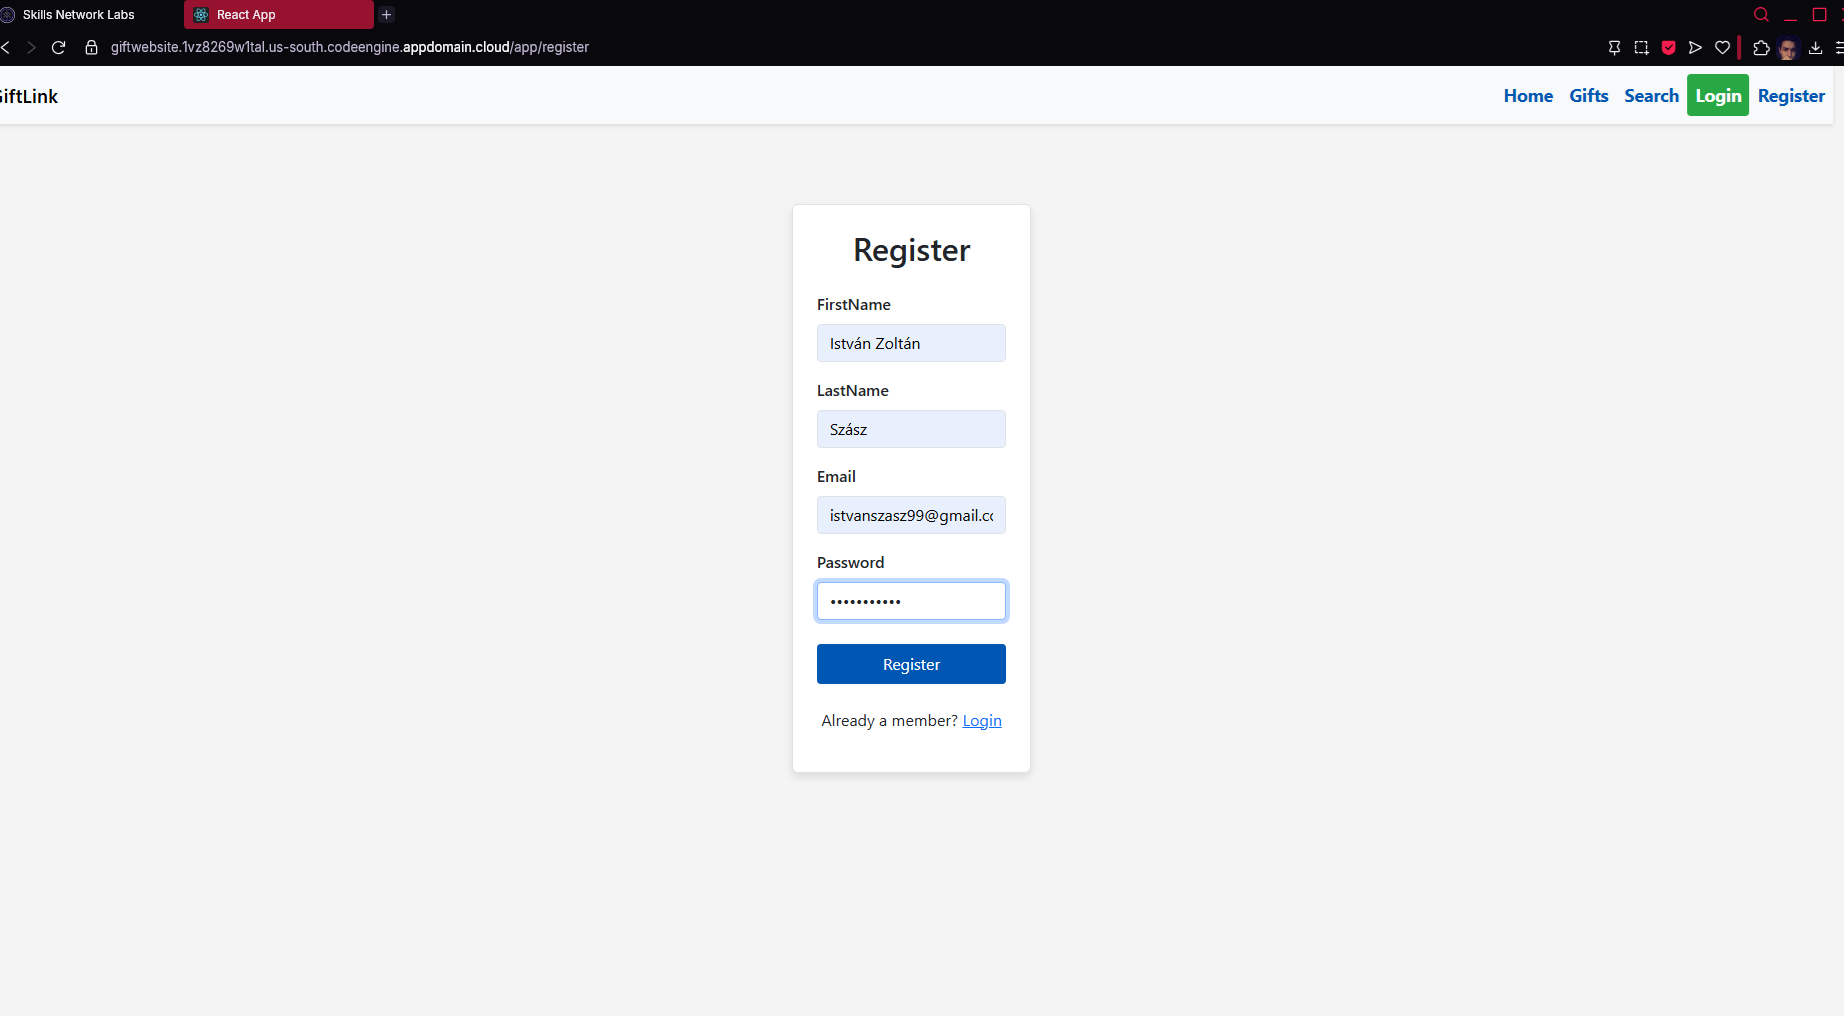 Skills Network Labs
React App
giftwebsite.1vz8269w1tal.us-south.codeengine.appdomain.cloud/app/register
iftLink
Home Gifts Search Login Register
Register
FirstName
István Zoltán
LastName
Szász
Email
istvanszasz99@gmail.co
Password
•••••••••••
Register
Already a member? Login